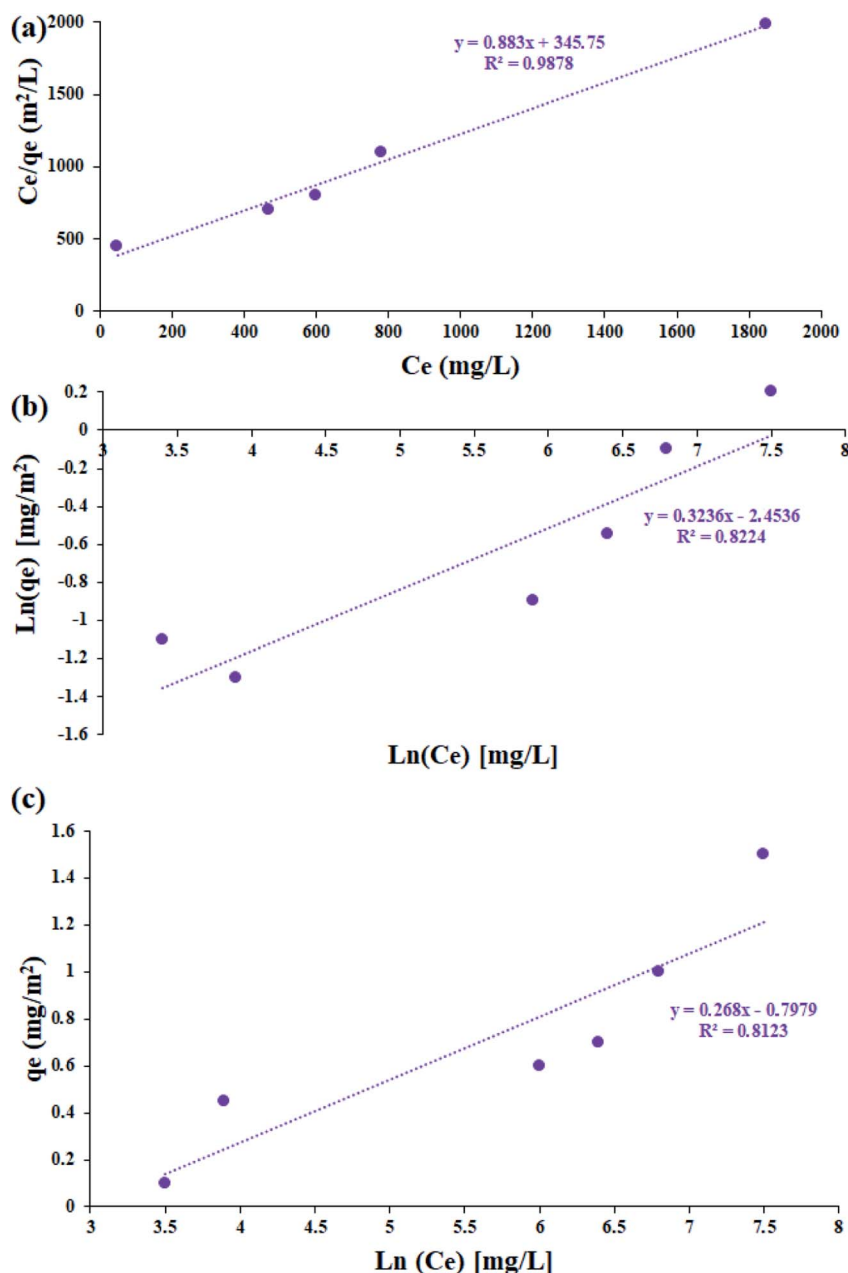 (a)
2000
1500
1000
500
0
Ce/qe (m²/L)
y = 0.883x + 345.75
R² = 0.9878
0 200 400 600 800 1000 1200 1400 1600 1800 2000
Ce (mg/L)
(b)
0.2
0
-0.2
-0.4
-0.6
-0.8
-1
-1.2
-1.4
-1.6
Ln(qe) [mg/m²]
3 3.5 4 4.5 5 5.5 6 6.5 7 7.5 8
y = 0.3236x - 2.4536
R² = 0.8224
Ln(Ce) [mg/L]
(c)
1.6
1.4
1.2
1
0.8
0.6
0.4
0.2
0
qe (mg/m²)
y = 0.268x - 0.7979
R² = 0.8123
3 3.5 4 4.5 5 5.5 6 6.5 7 7.5 8
Ln (Ce) [mg/L]